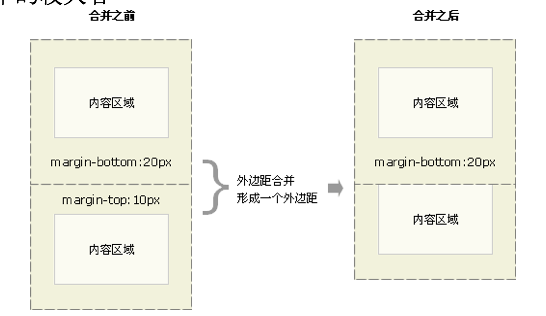 合并之前
合并之后
内容区域
margin-bottom:20px
margin-top:10px
内容区域
外边距合并
形成一个外边距
内容区域
margin-bottom:20px
内容区域